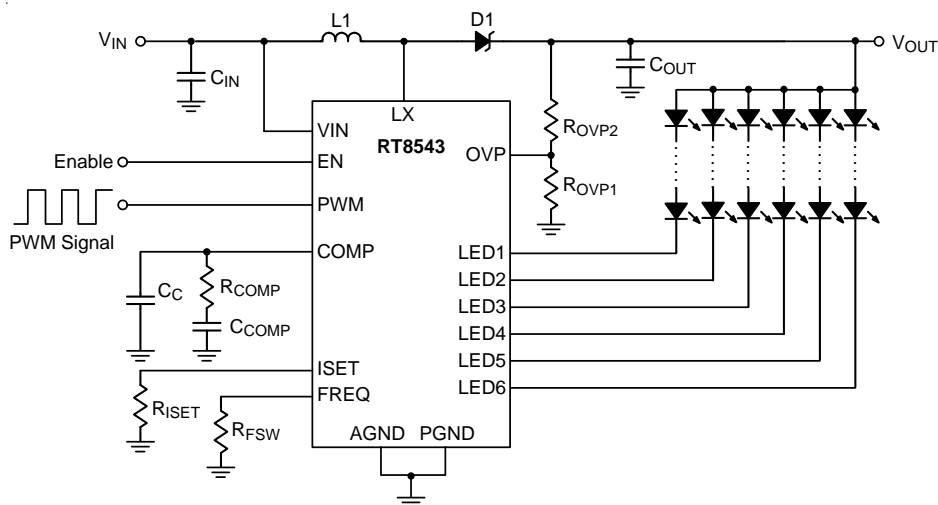 L1
D1
VIN
VOUT
CIN
COUT
LX
VIN
RT8543
ROVP2
Enable
EN
OVP
ROVP1
PWM
PWM Signal
COMP
LED1
CC
RCOMP
LED2
CCOMP
LED3
LED4
ISET
LED5
FREQ
LED6
RISET
RFSW
AGND
PGND